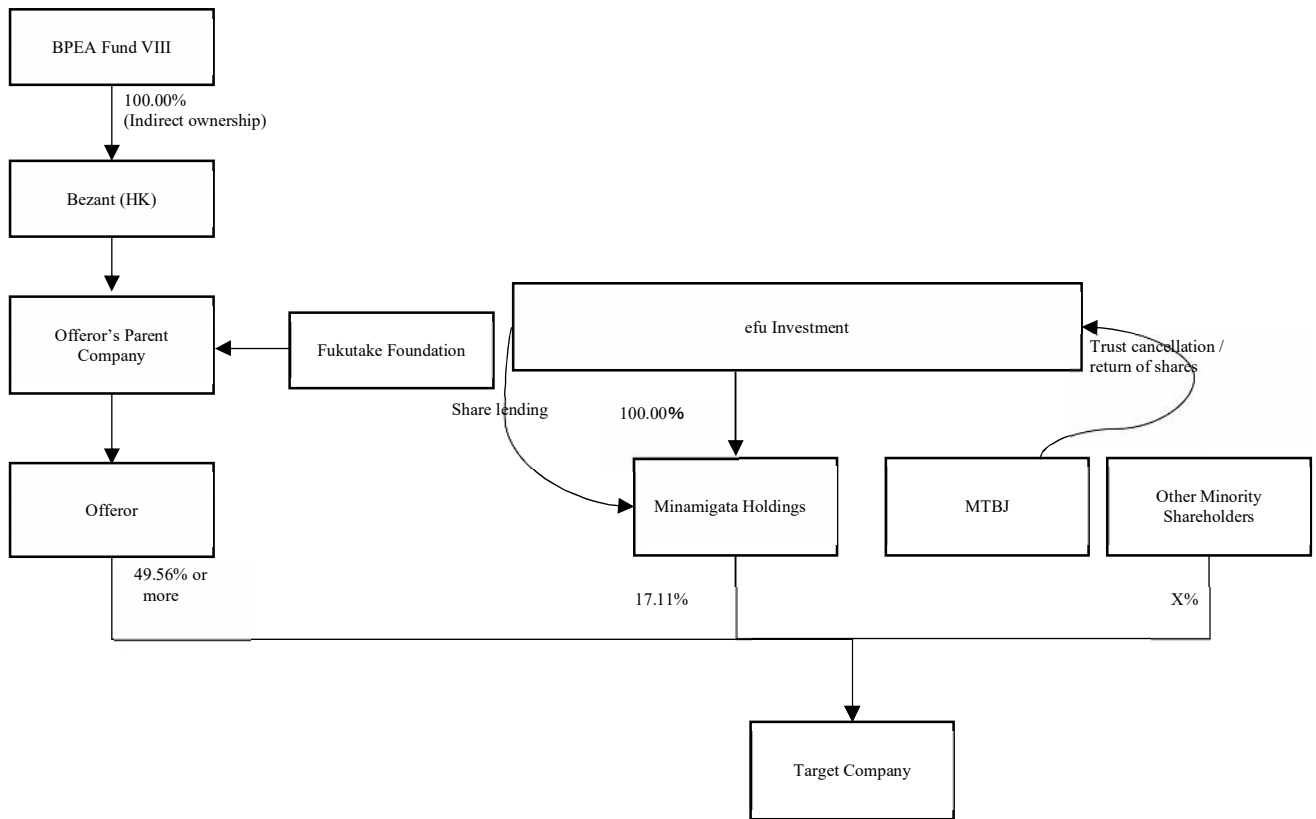 BPEA Fund VIII
100.00%
(Indirect ownership)
Bezant (HK)
Offeror’s Parent
Company
Fukutake Foundation
efu Investment
Trust cancellation /
return of shares
Share lending
100.00%
Offeror
Minamigata Holdings
MTBJ
Other Minority
Shareholders
49.56% or
more
17.11%
X%
Target Company